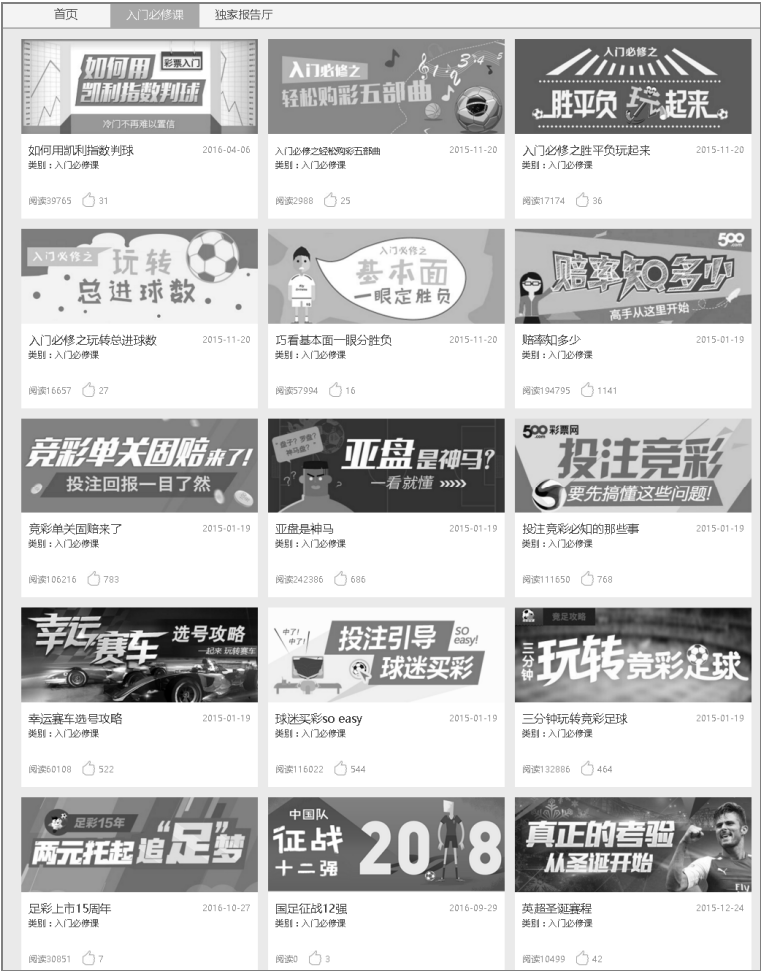 首页 入门必修课 独家报告厅
如何用
彩票入门
凯利指数判球
冷门不再难以置信
如何用凯利指数判球 2016-04-06
类别：入门必修课
阅读39765 31
入门必修之
轻松购彩五部曲
入门必修之轻松购彩五部曲 2015-11-20
类别：入门必修课
阅读2988 25
入门必修之
胜平负玩起来
入门必修之胜平负玩起来 2015-11-20
类别：入门必修课
阅读17174 36
入门必修之
玩转
总进球数
入门必修之玩转总进球数 2015-11-20
类别：入门必修课
阅读16657 27
入门必修之
基本面
一眼定胜负
巧看基本面一眼分胜负 2015-11-20
类别：入门必修课
阅读57994 16
500
.com
赔率知多少
高手从这里开始
赔率知多少 2015-01-19
类别：入门必修课
阅读194795 1141
竞彩单关固赔来了!
投注回报一目了然
竞彩单关固赔来了 2015-01-19
类别：入门必修课
阅读106216 783
"盘子? 罗盘?
神马盘? "
亚盘是神马?
一看就懂 »»»
亚盘是神马 2015-01-19
类别：入门必修课
阅读242386 686
500彩票网
.com
投注竞彩
要先搞懂这些问题!
投注竞彩必知的那些事 2015-01-19
类别：入门必修课
阅读111650 768
幸运赛车
选号攻略
一起来 玩转赛车
幸运赛车选号攻略 2015-01-19
类别：入门必修课
阅读60108 522
中了!
中了!
投注引导
SO
easy!
球迷买彩
球迷买彩so easy 2015-01-19
类别：入门必修课
阅读116022 544
竞足攻略
三分钟
玩转竞彩足球
三分钟玩转竞彩足球 2015-01-19
类别：入门必修课
阅读132886 464
足彩15年
两元托起追“足”梦
足彩上市15周年 2016-10-27
类别：入门必修课
阅读30851 7
中国队
征战
十二强
2018
国足征战12强 2016-09-29
类别：入门必修课
阅读0 3
真正的考验
从圣诞开始
Fly
英超圣诞赛程 2015-12-24
类别：入门必修课
阅读10499 42